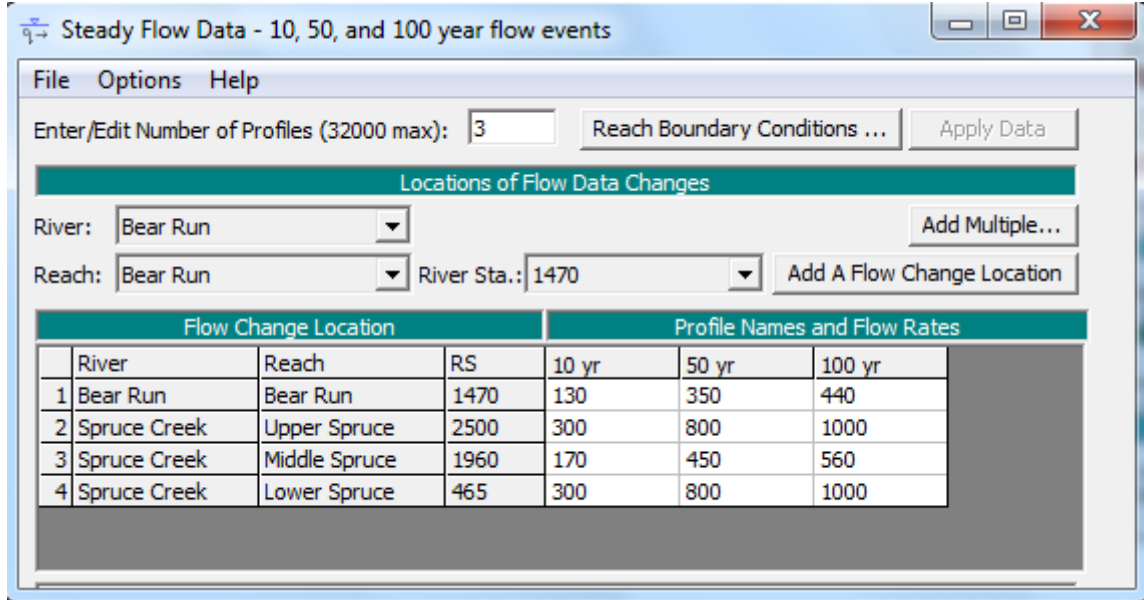 Steady Flow Data - 10, 50, and 100 year flow events
File Options Help
Enter/Edit Number of Profiles (32000 max): 3 Reach Boundary Conditions ... Apply Data
Locations of Flow Data Changes
River: Bear Run Add Multiple...
Reach: Bear Run River Sta.: 1470 Add A Flow Change Location
Flow Change Location Profile Names and Flow Rates
River Reach RS 10 yr 50 yr 100 yr
1 Bear Run Bear Run 1470 130 350 440
2 Spruce Creek Upper Spruce 2500 300 800 1000
3 Spruce Creek Middle Spruce 1960 170 450 560
4 Spruce Creek Lower Spruce 465 300 800 1000